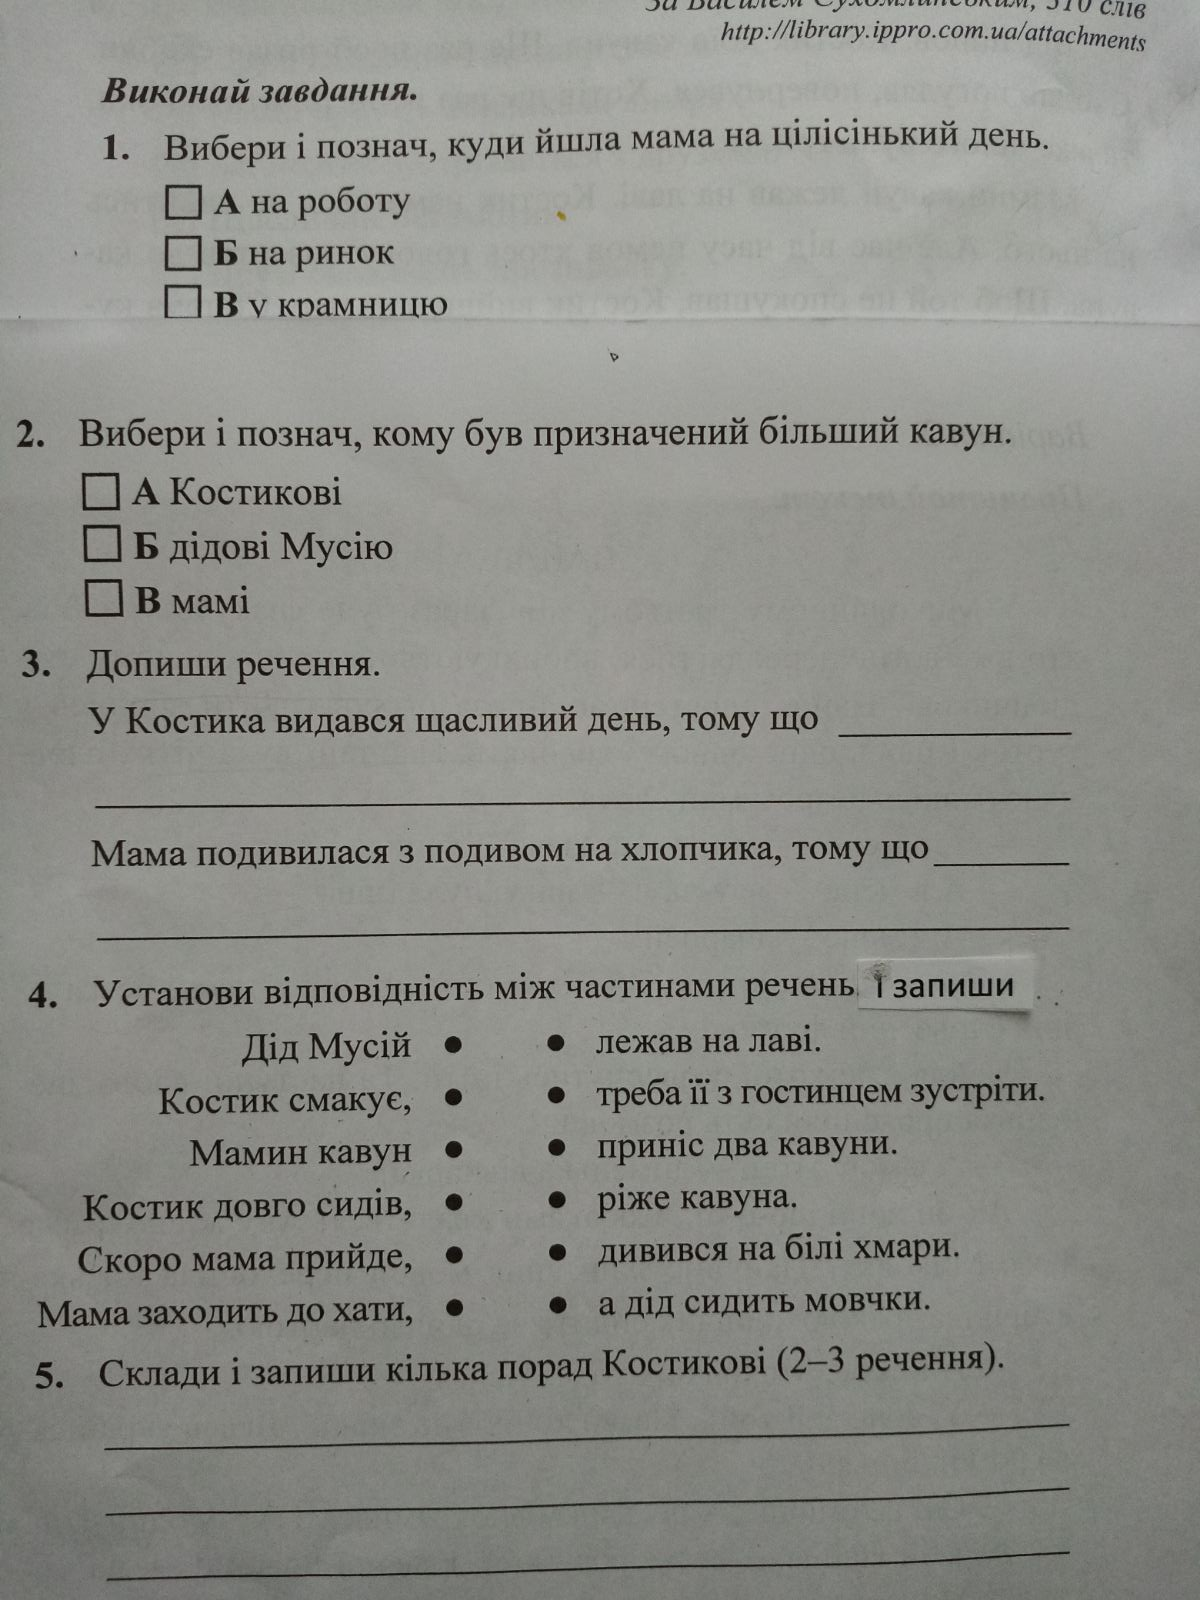 За Василем Сухомлинським, 310 слів
http://library.ippro.com.ua/attachments
Виконай завдання.
1. Вибери і познач, куди йшла мама на цілісінький день.
А на роботу
Б на ринок
В у крамницю
2. Вибери і познач, кому був призначений більший кавун.
А Костикові
Б дідові Мусію
В мамі
3. Допиши речення.
У Костика видався щасливий день, тому що
Мама подивилася з подивом на хлопчика, тому що
4. Установи відповідність між частинами речень і запиши
Дід Мусій • • лежав на лаві.
Костик смакує, • • треба її з гостинцем зустріти.
Мамин кавун • • приніс два кавуни.
Костик довго сидів, • • ріже кавуна.
Скоро мама прийде, • • дивився на білі хмари.
Мама заходить до хати, • • а дід сидить мовчки.
5. Склади і запиши кілька порад Костикові (2–3 речення).